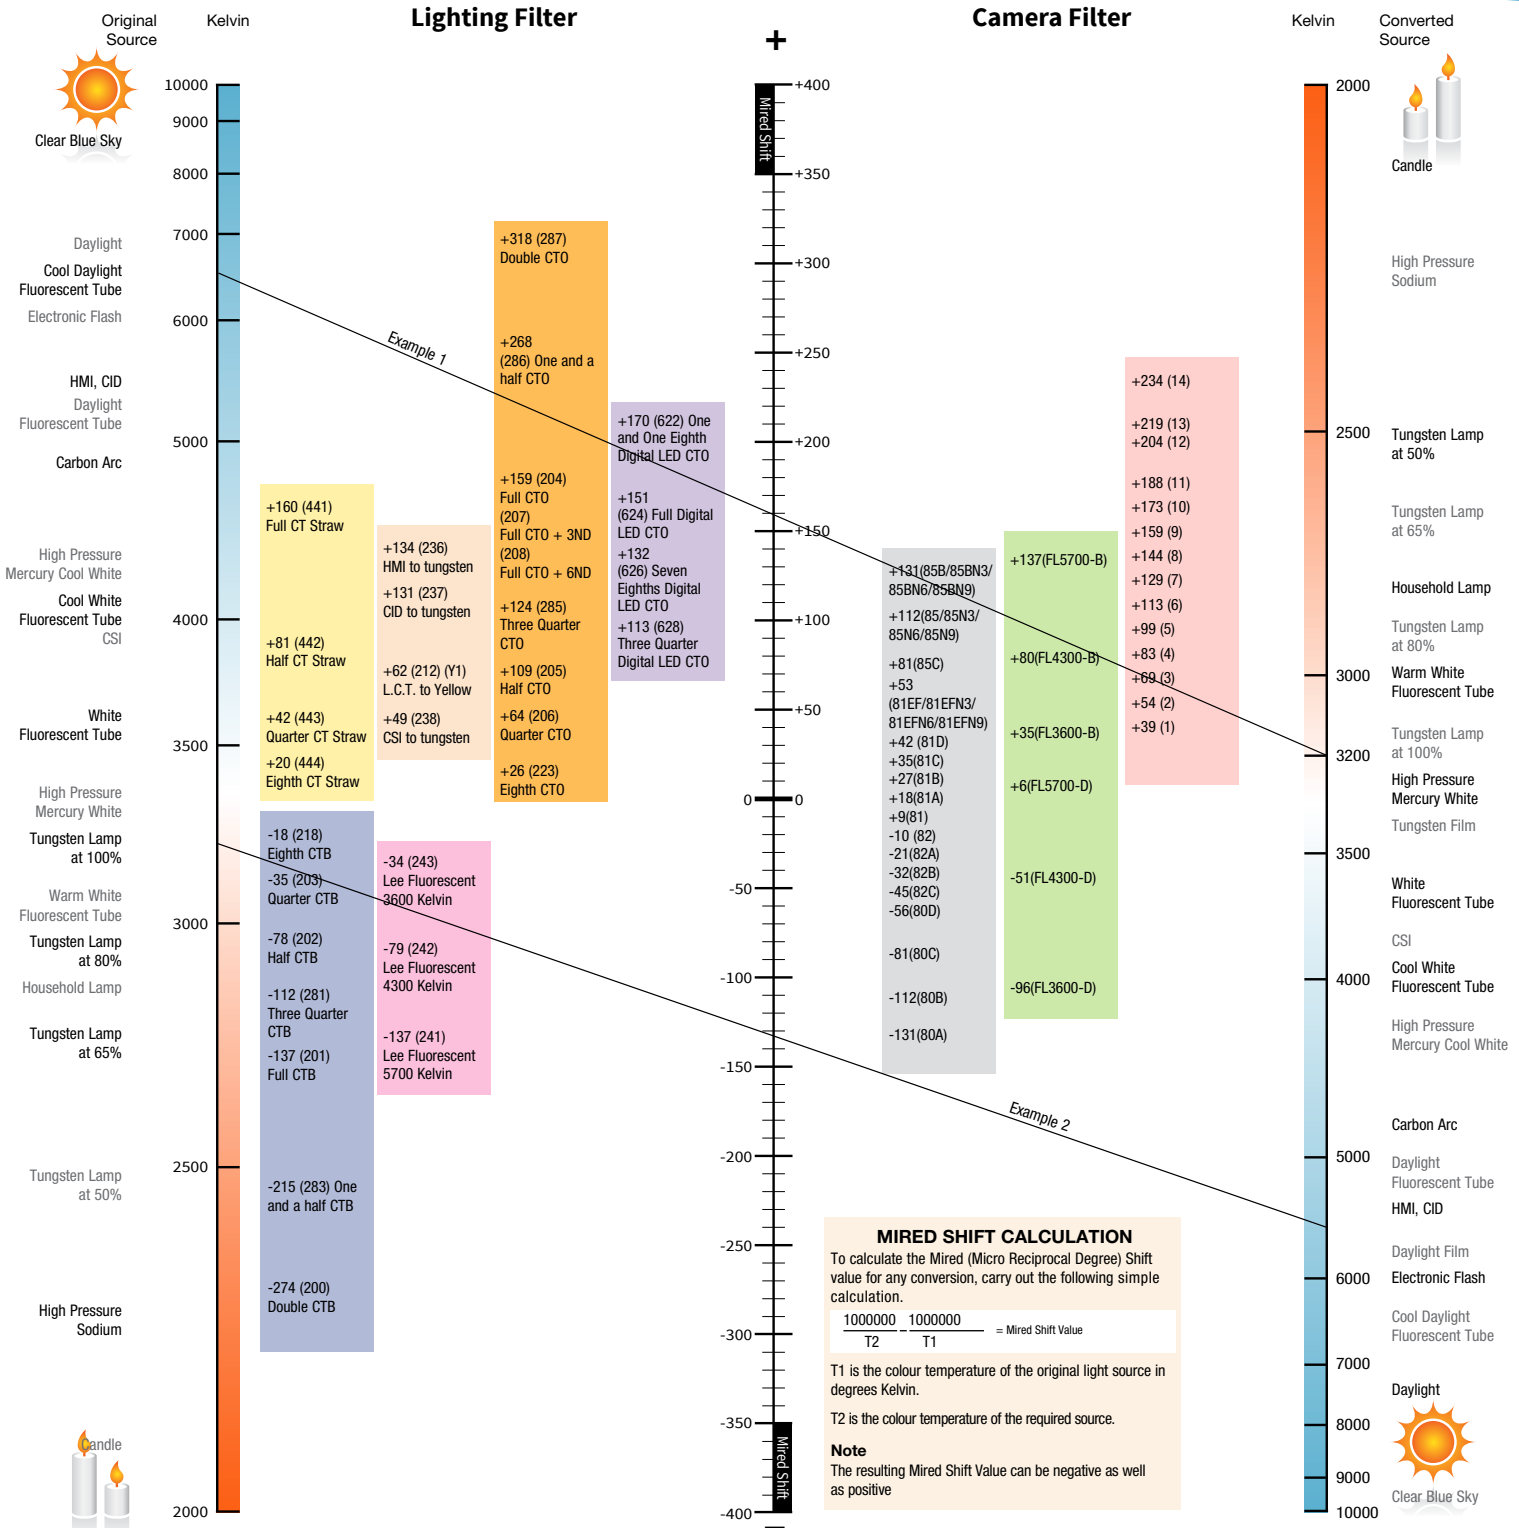 Lighting Filter
Camera Filter
Original
Source
Kelvin
+
Kelvin
Converted
Source
10000
9000
8000
7000
6000
5000
4000
3500
3000
2500
2000
Clear Blue Sky
Daylight
Cool Daylight
Fluorescent Tube
Electronic Flash
HMI, CID
Daylight
Fluorescent Tube
Carbon Arc
High Pressure
Mercury Cool White
Cool White
Fluorescent Tube
CSI
White
Fluorescent Tube
High Pressure
Mercury White
Tungsten Lamp
at 100%
Warm White
Fluorescent Tube
Tungsten Lamp
at 80%
Household Lamp
Tungsten Lamp
at 65%
Tungsten Lamp
at 50%
High Pressure
Sodium
Candle
+160 (441)
Full CT Straw
+81 (442)
Half CT Straw
+42 (443)
Quarter CT Straw
+20 (444)
Eighth CT Straw
-18 (218)
Eighth CTB
-35 (203)
Quarter CTB
-78 (202)
Half CTB
-112 (281)
Three Quarter
CTB
-137 (201)
Full CTB
-215 (283) One
and a half CTB
-274 (200)
Double CTB
+134 (236)
HMI to tungsten
+131 (237)
CID to tungsten
+62 (212) (Y1)
L.C.T. to Yellow
+49 (238)
CSI to tungsten
-34 (243)
Lee Fluorescent
3600 Kelvin
-79 (242)
Lee Fluorescent
4300 Kelvin
-137 (241)
Lee Fluorescent
5700 Kelvin
+318 (287)
Double CTO
+268
(286) One and a
half CTO
+159 (204)
Full CTO
(207)
Full CTO + 3ND
(208)
Full CTO + 6ND
+124 (285)
Three Quarter
CTO
+109 (205)
Half CTO
+64 (206)
Quarter CTO
+26 (223)
Eighth CTO
+170 (622) One
and One Eighth
Digital LED CTO
+151
(624) Full Digital
LED CTO
+132
(626) Seven
Eighths Digital
LED CTO
+113 (628)
Three Quarter
Digital LED CTO
Example 1
Example 2
Mired Shift
+400
+350
+300
+250
+200
+150
+100
+50
0
0
-50
-100
-150
-200
-250
-300
-350
-400
Mired Shift
+131(85B/85BN3/
85BN6/85BN9)
+112(85/85N3/
85N6/85N9)
+81(85C)
+53
(81EF/81EFN3/
81EFN6/81EFN9)
+42 (81D)
+35(81C)
+27(81B)
+18(81A)
+9(81)
-10 (82)
-21(82A)
-32(82B)
-45(82C)
-56(80D)
-81(80C)
-112(80B)
-131(80A)
+137(FL5700-B)
+80(FL4300-B)
+35(FL3600-B)
+6(FL5700-D)
-51(FL4300-D)
-96(FL3600-D)
+234 (14)
+219 (13)
+204 (12)
+188 (11)
+173 (10)
+159 (9)
+144 (8)
+129 (7)
+113 (6)
+99 (5)
+83 (4)
+69 (3)
+54 (2)
+39 (1)
MIRED SHIFT CALCULATION
To calculate the Mired (Micro Reciprocal Degree) Shift
value for any conversion, carry out the following simple
calculation.
1000000 - 1000000 = Mired Shift Value
T2 T1
T1 is the colour temperature of the original light source in
degrees Kelvin.
T2 is the colour temperature of the required source.
Note
The resulting Mired Shift Value can be negative as well
as positive
2000
2500
3000
3200
3500
4000
5000
6000
7000
8000
9000
10000
Candle
High Pressure
Sodium
Tungsten Lamp
at 50%
Tungsten Lamp
at 65%
Household Lamp
Tungsten Lamp
at 80%
Warm White
Fluorescent Tube
Tungsten Lamp
at 100%
High Pressure
Mercury White
Tungsten Film
White
Fluorescent Tube
CSI
Cool White
Fluorescent Tube
High Pressure
Mercury Cool White
Carbon Arc
Daylight
Fluorescent Tube
HMI, CID
Daylight Film
Electronic Flash
Cool Daylight
Fluorescent Tube
Daylight
Clear Blue Sky